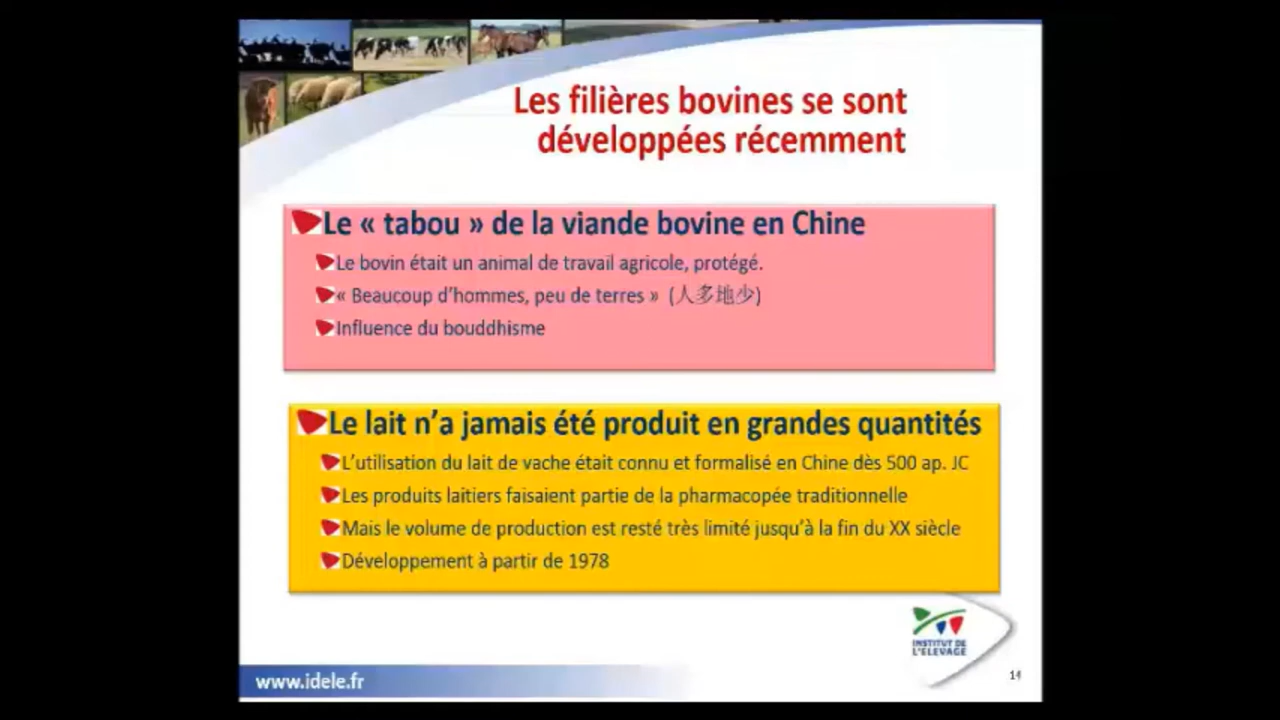 Les filières bovines se sont
développées récemment
Le « tabou » de la viande bovine en Chine
Le bovin était un animal de travail agricole, protégé.
« Beaucoup d'hommes, peu de terres » (人多地少)
Influence du bouddhisme
Le lait n'a jamais été produit en grandes quantités
L'utilisation du lait de vache était connu et formalisé en Chine dès 500 ap. JC
Les produits laitiers faisaient partie de la pharmacopée traditionnelle
Mais le volume de production est resté très limité jusqu'à la fin du XX siècle
Développement à partir de 1978
INSTITUT DE
L'ELEVAGE
www.idele.fr
14